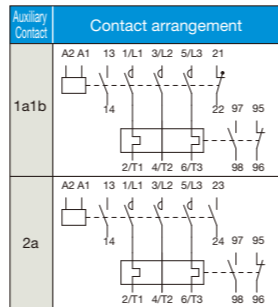 Auxiliary
Contact
Contact arrangement
1a1b
A2 A1 13 1/L1 3/L2 5/L3 21
14 22 97 95
2/T1 4/T2 6/T3 98 96
2a
A2 A1 13 1/L1 3/L2 5/L3 23
14 24 97 95
2/T1 4/T2 6/T3 98 96